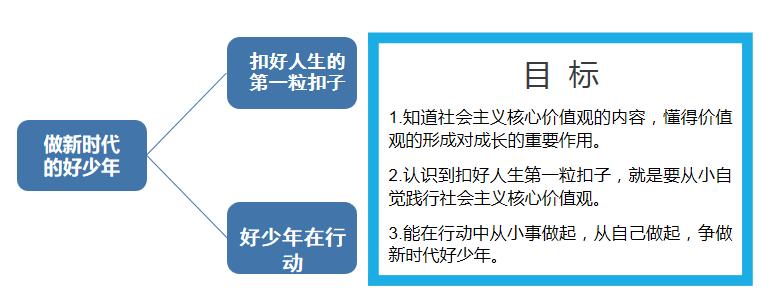 做新时代
的好少年
扣好人生的
第一粒扣子
好少年在行
动
目 标
1.知道社会主义核心价值观的内容，懂得价值
观的形成对成长的重要作用。
2.认识到扣好人生第一粒扣子，就是要从小自
觉践行社会主义核心价值观。
3.能在行动中从小事做起，从自己做起，争做
新时代好少年。